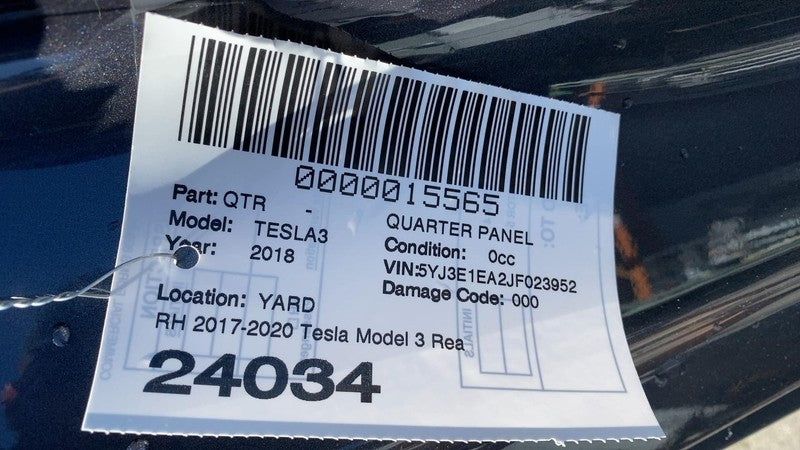 0000015565
Part: QTR -
QUARTER PANEL
Model: TESLA3
Condition: 0cc
Year: 2018
VIN:5YJ3E1EA2JF023952
Damage Code: 000
Location: YARD
RH 2017-2020 Tesla Model 3 Rea
24034
INITIALS